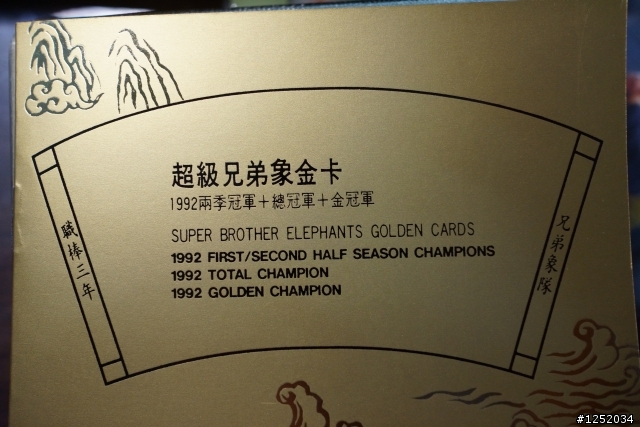 超級兄弟象金卡
1992兩季冠軍＋總冠軍＋金冠軍
SUPER BROTHER ELEPHANTS GOLDEN CARDS
1992 FIRST/SECOND HALF SEASON CHAMPIONS
1992 TOTAL CHAMPION
1992 GOLDEN CHAMPION
職棒三年
兄弟象隊
#1252034